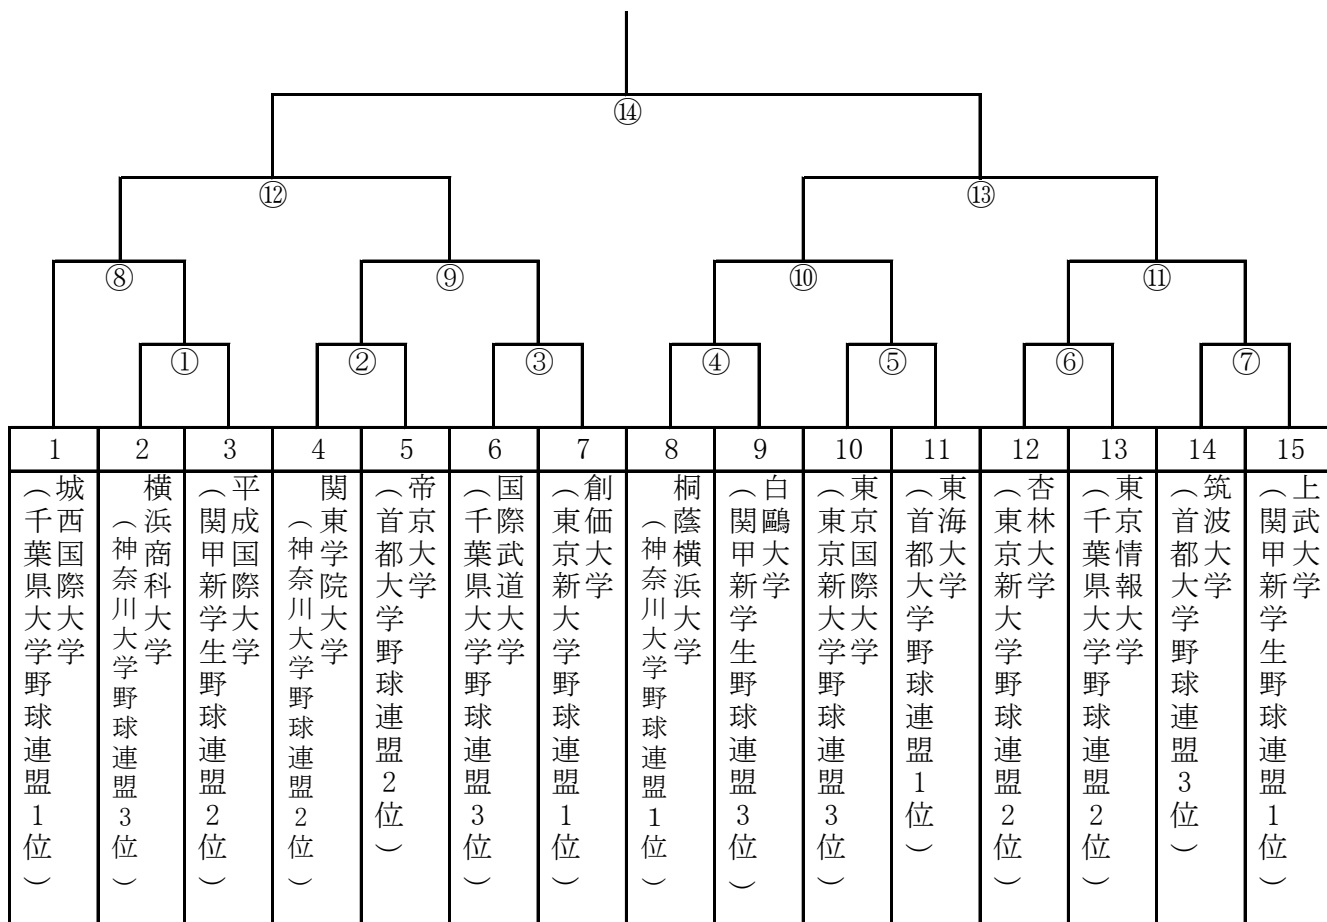 ⑭
⑫
⑬
⑧
⑨
⑩
⑪
①
②
③
④
⑤
⑥
⑦
1
2
3
4
5
6
7
8
9
10
11
12
13
14
15
城西国際大学
（千葉県大学野球連盟1位）
横浜商科大学
（神奈川大学野球連盟3位）
平成国際大学
（関甲新学生野球連盟2位）
関東学院大学
（神奈川大学野球連盟2位）
帝京大学
（首都大学野球連盟2位）
国際武道大学
（千葉県大学野球連盟3位）
創価大学
（東京新大学野球連盟1位）
桐蔭横浜大学
（神奈川大学野球連盟1位）
白鷗大学
（関甲新学生野球連盟3位）
東京国際大学
（東京新大学野球連盟3位）
東海大学
（首都大学野球連盟1位）
杏林大学
（東京新大学野球連盟2位）
東京情報大学
（千葉県大学野球連盟2位）
筑波大学
（首都大学野球連盟3位）
上武大学
（関甲新学生野球連盟1位）